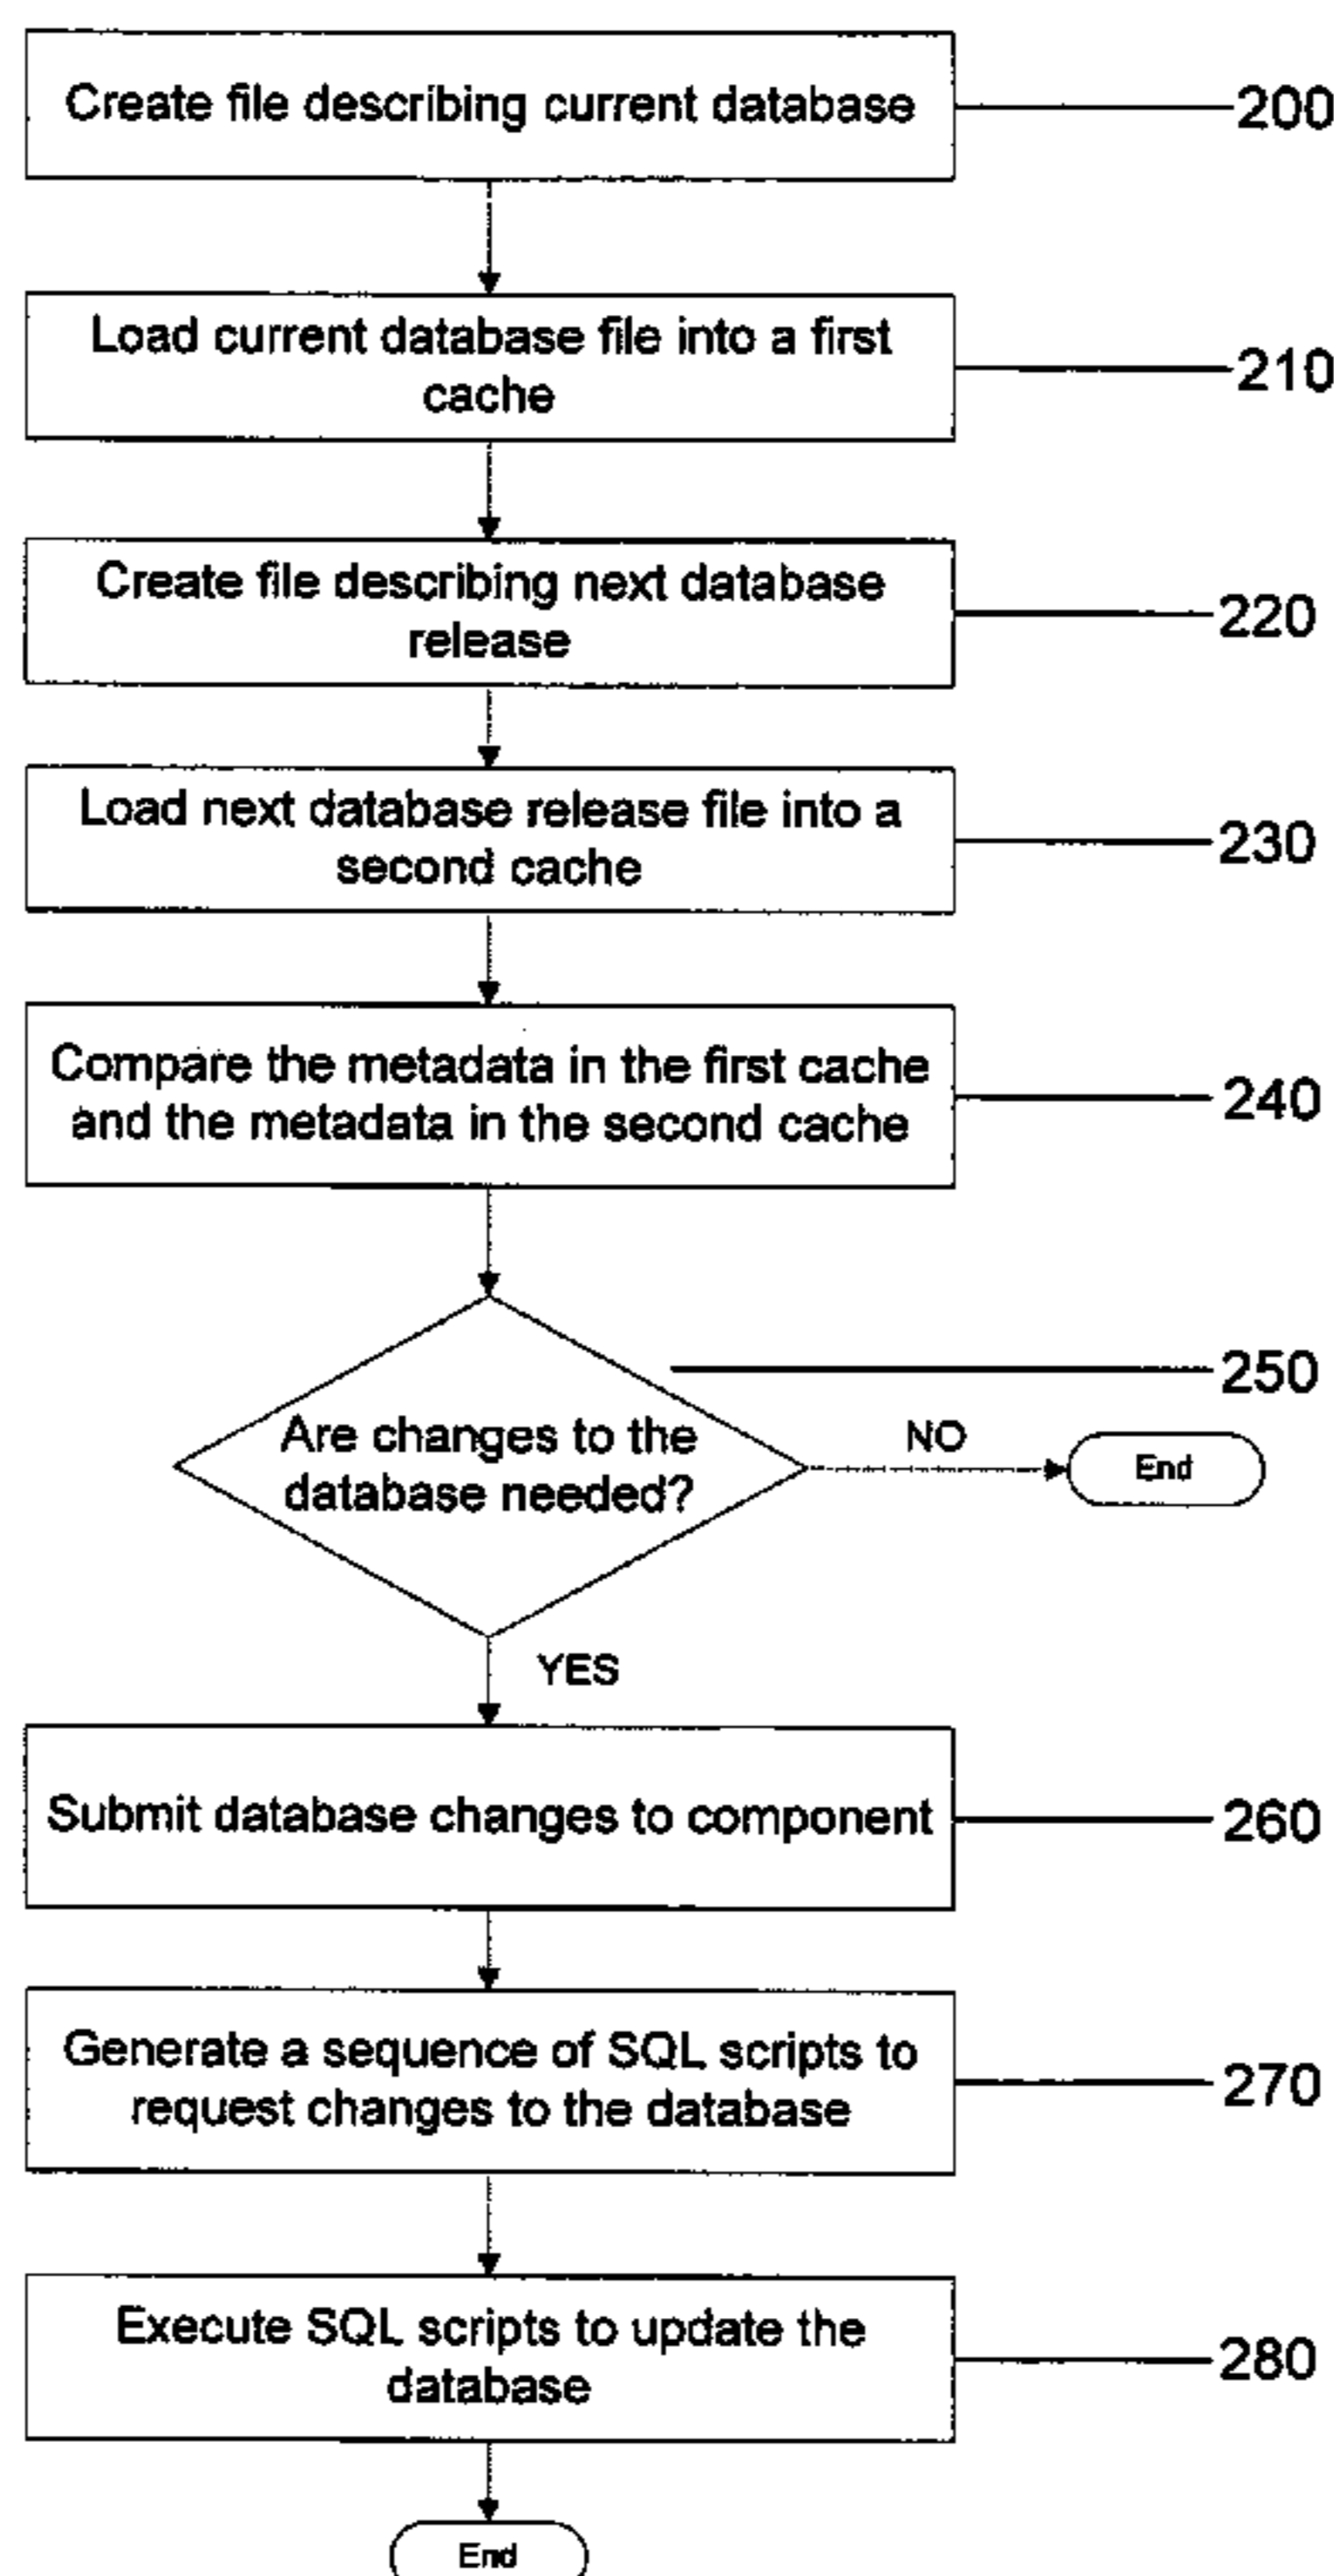 Create file describing current database
200
Load current database file into a first
cache
210
Create file describing next database
release
220
Load next database release file into a
second cache
230
Compare the metadata in the first cache
and the metadata in the second cache
240
250
Are changes to the
database needed?
NO
End
YES
Submit database changes to component
260
Generate a sequence of SQL scripts to
request changes to the database
270
Execute SQL scripts to update the
database
280
End